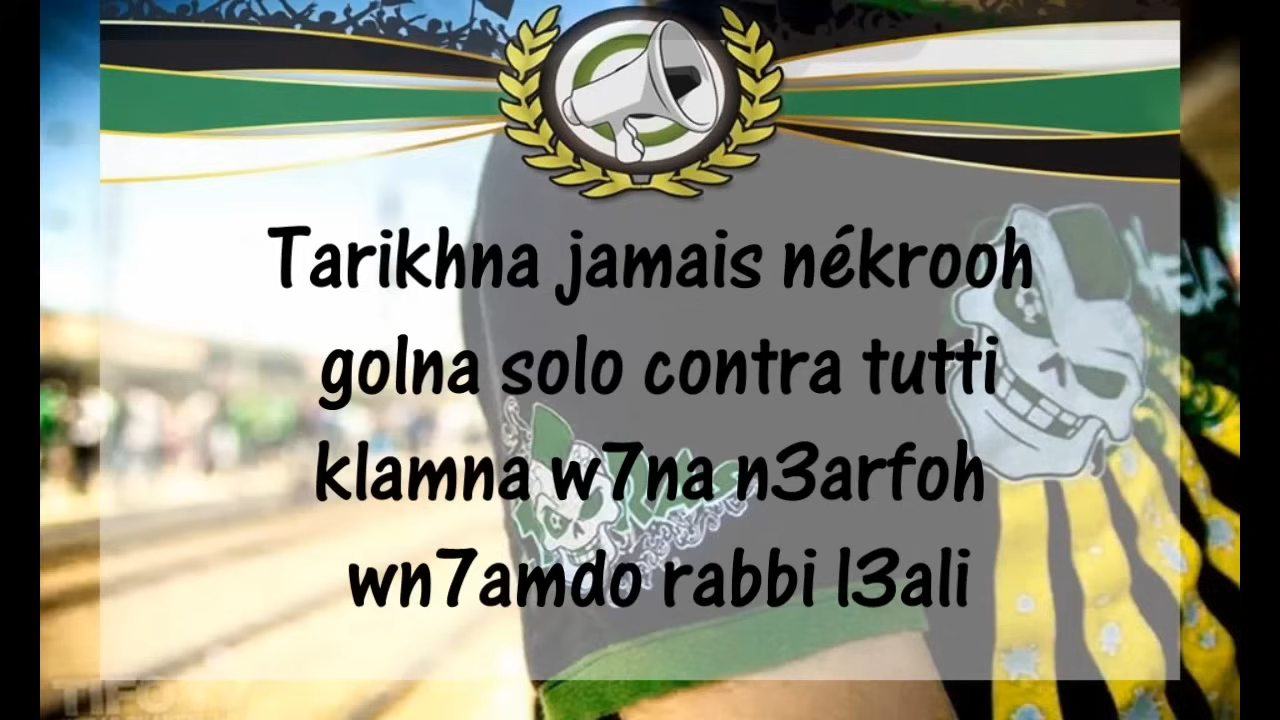 Tarikhna jamais nékrooh
golna solo contra tutti
klamna w7na n3arfoh
wn7amdo rabbi l3ali